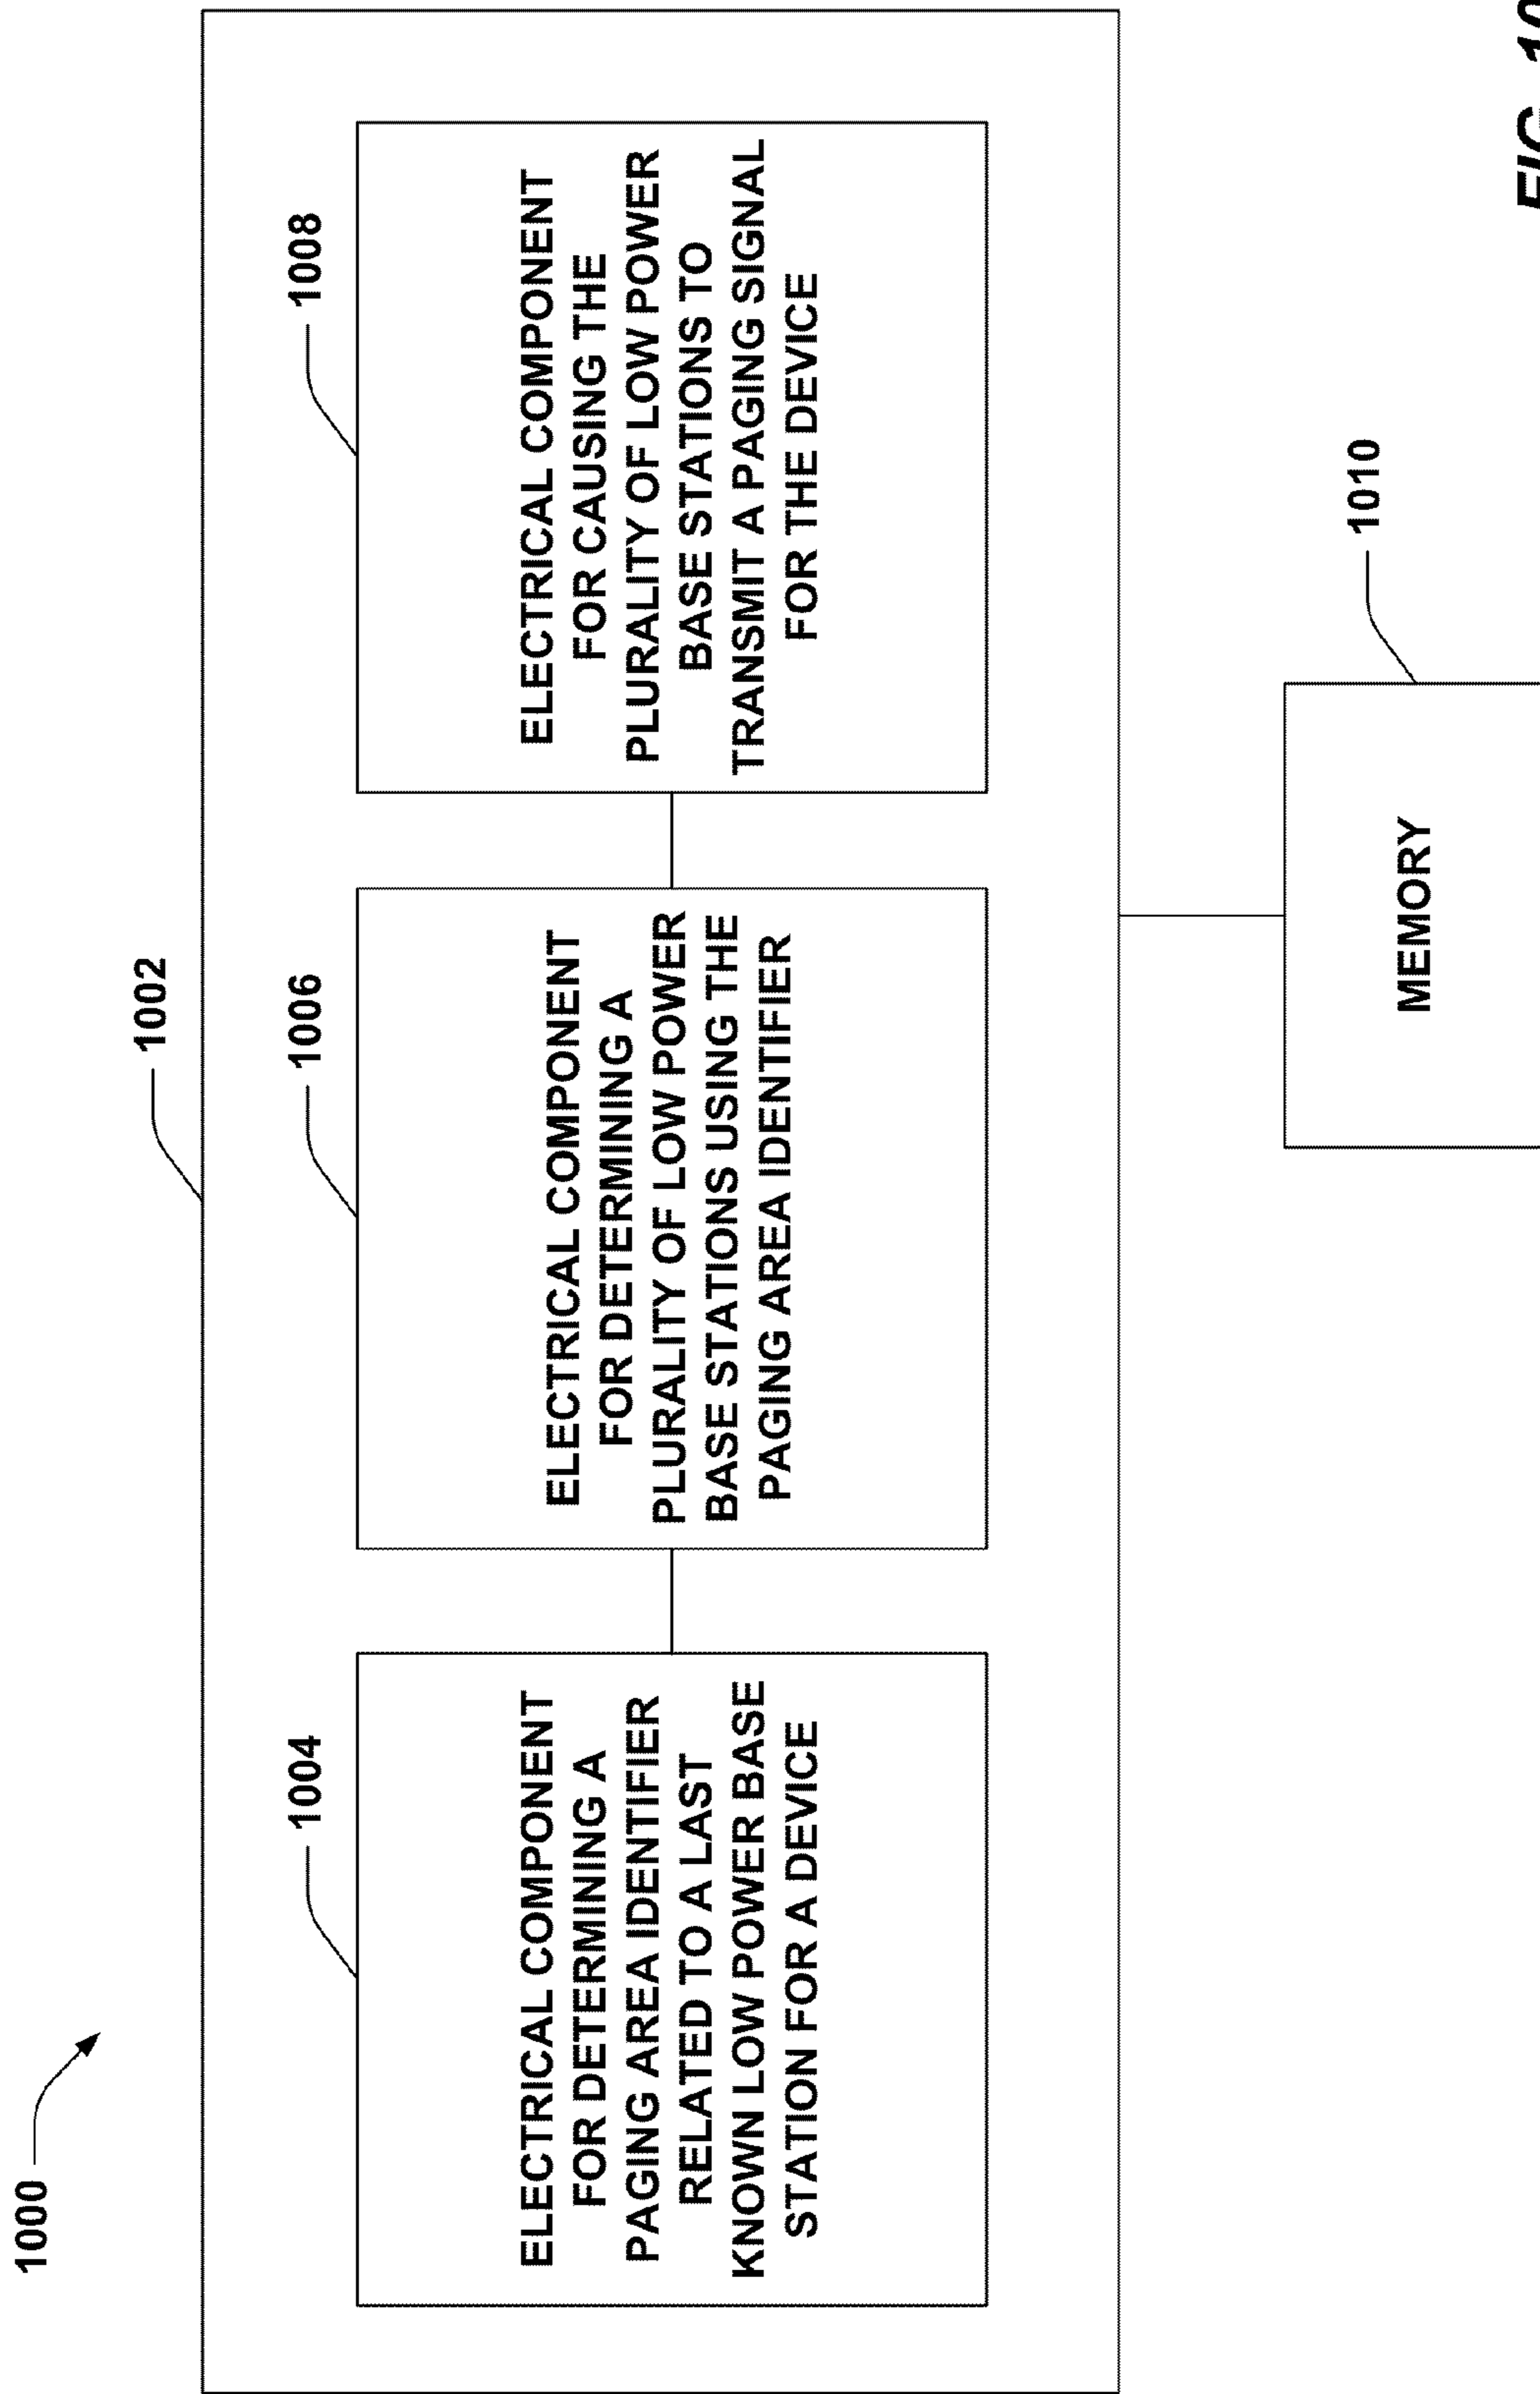 1000
1002
1004
ELECTRICAL COMPONENT
FOR DETERMINING A
PAGING AREA IDENTIFIER
RELATED TO A LAST
KNOWN LOW POWER BASE
STATION FOR A DEVICE
1006
ELECTRICAL COMPONENT
FOR DETERMINING A
PLURALITY OF LOW POWER
BASE STATIONS USING THE
PAGING AREA IDENTIFIER
1008
ELECTRICAL COMPONENT
FOR CAUSING THE
PLURALITY OF LOW POWER
BASE STATIONS TO
TRANSMIT A PAGING SIGNAL
FOR THE DEVICE
1010
MEMORY
FIG. 10